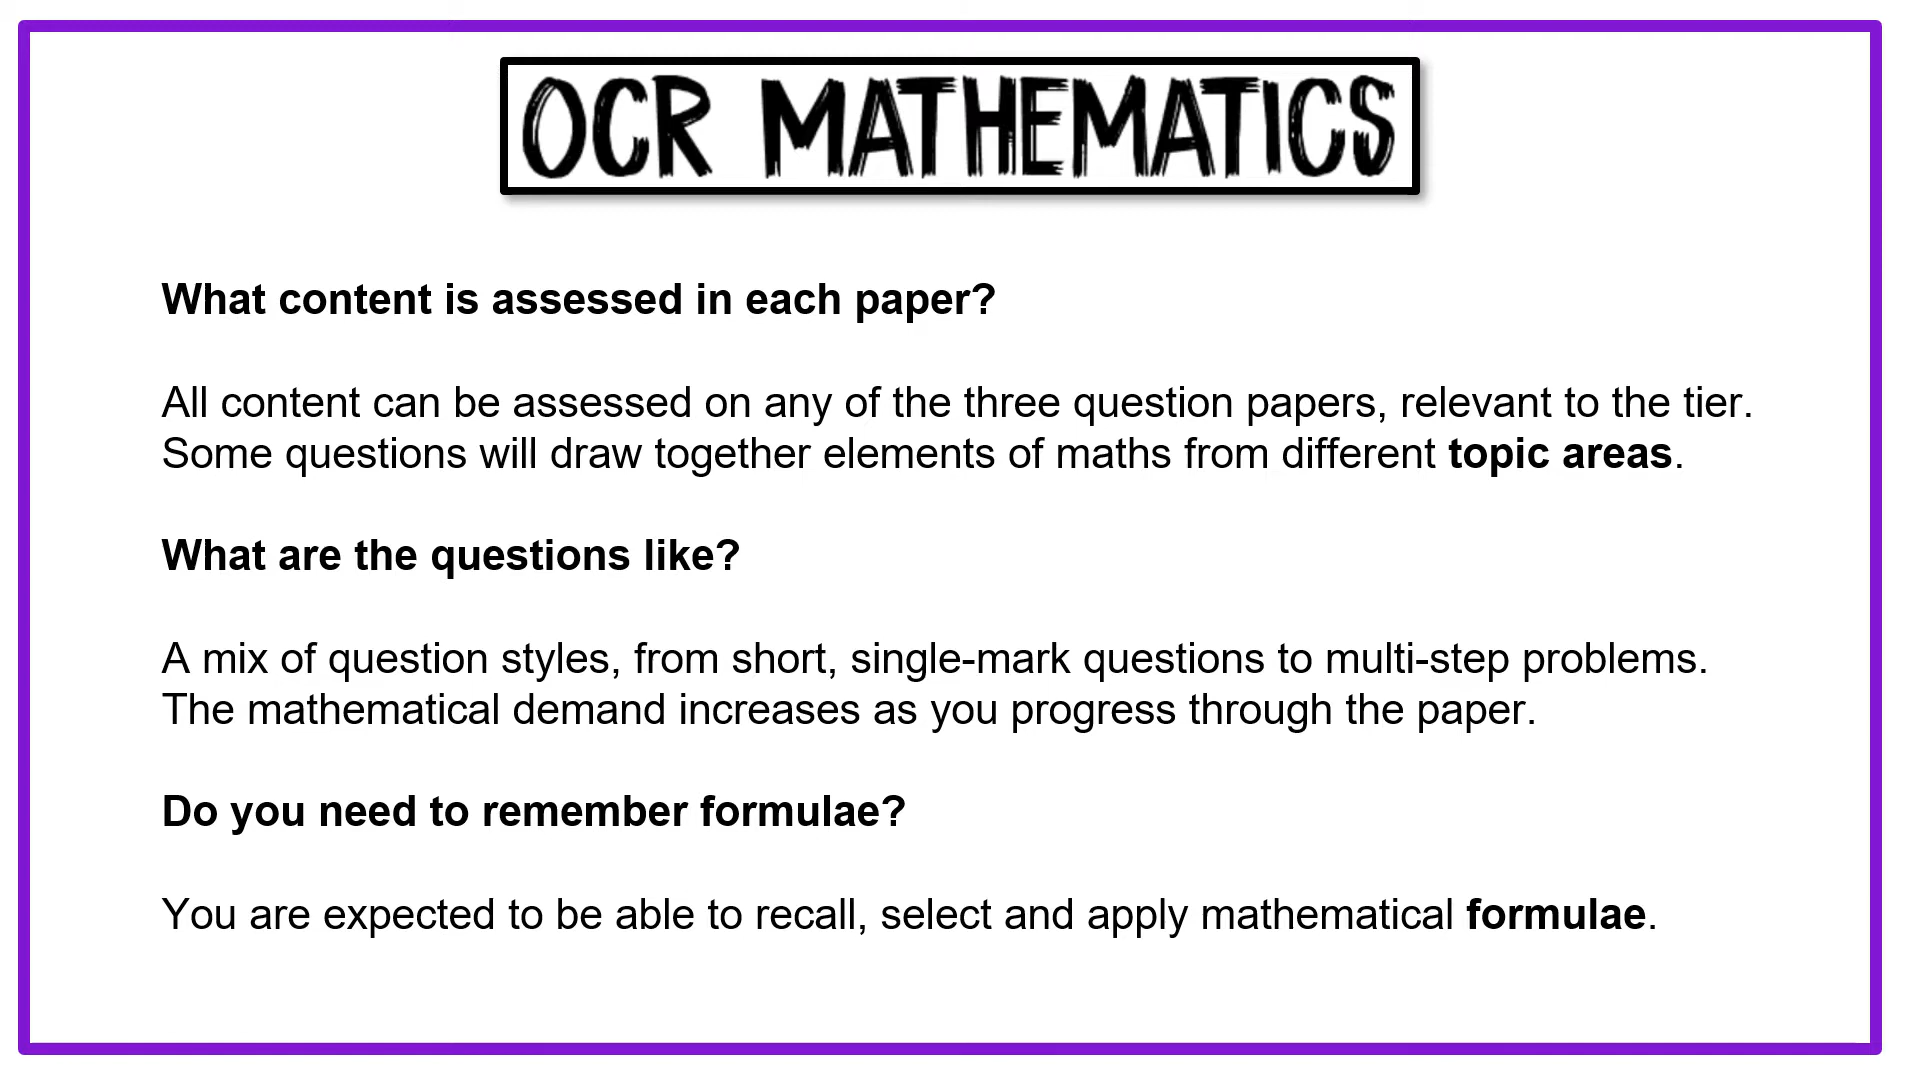 OCR MATHEMATICS
What content is assessed in each paper?
All content can be assessed on any of the three question papers, relevant to the tier.
Some questions will draw together elements of maths from different topic areas.
What are the questions like?
A mix of question styles, from short, single-mark questions to multi-step problems.
The mathematical demand increases as you progress through the paper.
Do you need to remember formulae?
You are expected to be able to recall, select and apply mathematical formulae.